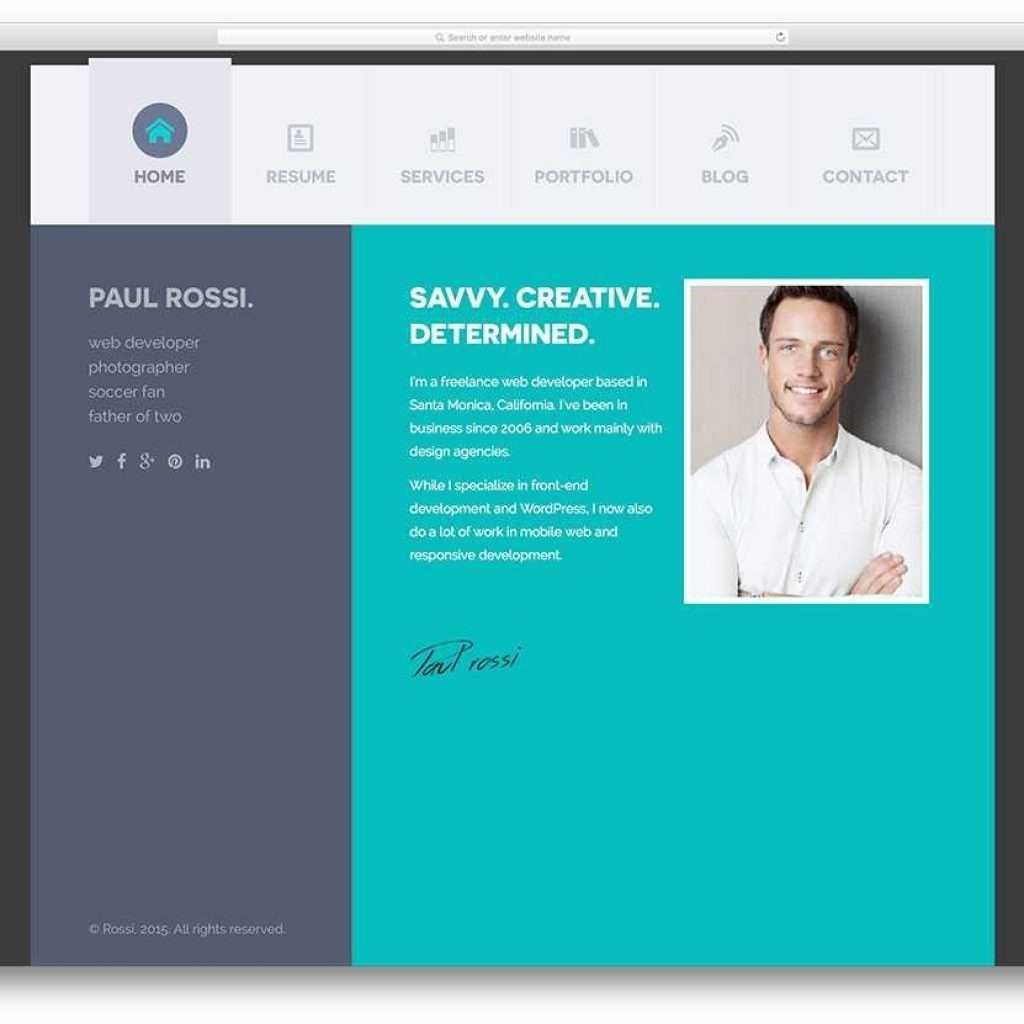 Search or enter website name
HOME
RESUME
SERVICES
PORTFOLIO
BLOG
CONTACT
PAUL ROSSI.
web developer
photographer
soccer fan
father of two
SAVVY. CREATIVE.
DETERMINED.
I'm a freelance web developer based in
Santa Monica, California. I've been in
business since 2006 and work mainly with
design agencies.
While I specialize in front-end
development and WordPress, I now also
do a lot of work in mobile web and
responsive development.
Paul rossi
© Rossi. 2015. All rights reserved.